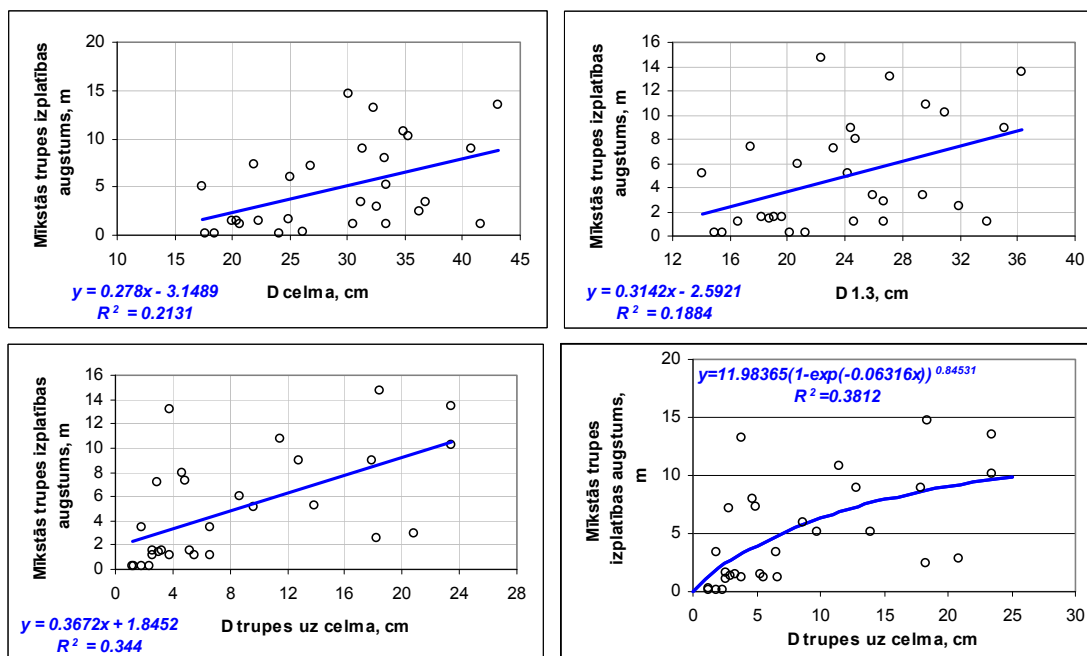 Mīkstās trupes izplatības
augstums, m
20
15
10
5
0
10 15 20 25 30 35 40 45
D celma, cm
y = 0.278x - 3.1489
R² = 0.2131
Mīkstās trupes izplatības
augstums, m
16
14
12
10
8
6
4
2
0
12 16 20 24 28 32 36 40
D 1.3, cm
y = 0.3142x - 2.5921
R² = 0.1884
Mīkstās trupes izplatības
augstums, m
16
14
12
10
8
6
4
2
0
0 4 8 12 16 20 24 28
D trupes uz celma, cm
y = 0.3672x + 1.8452
R² = 0.344
Mīkstās trupes
izplatības augstums,
m
20
15
10
5
0
0 5 10 15 20 25 30
D trupes uz celma, cm
y=11.98365(1-exp(-0.06316x))^0.84531
R²=0.3812